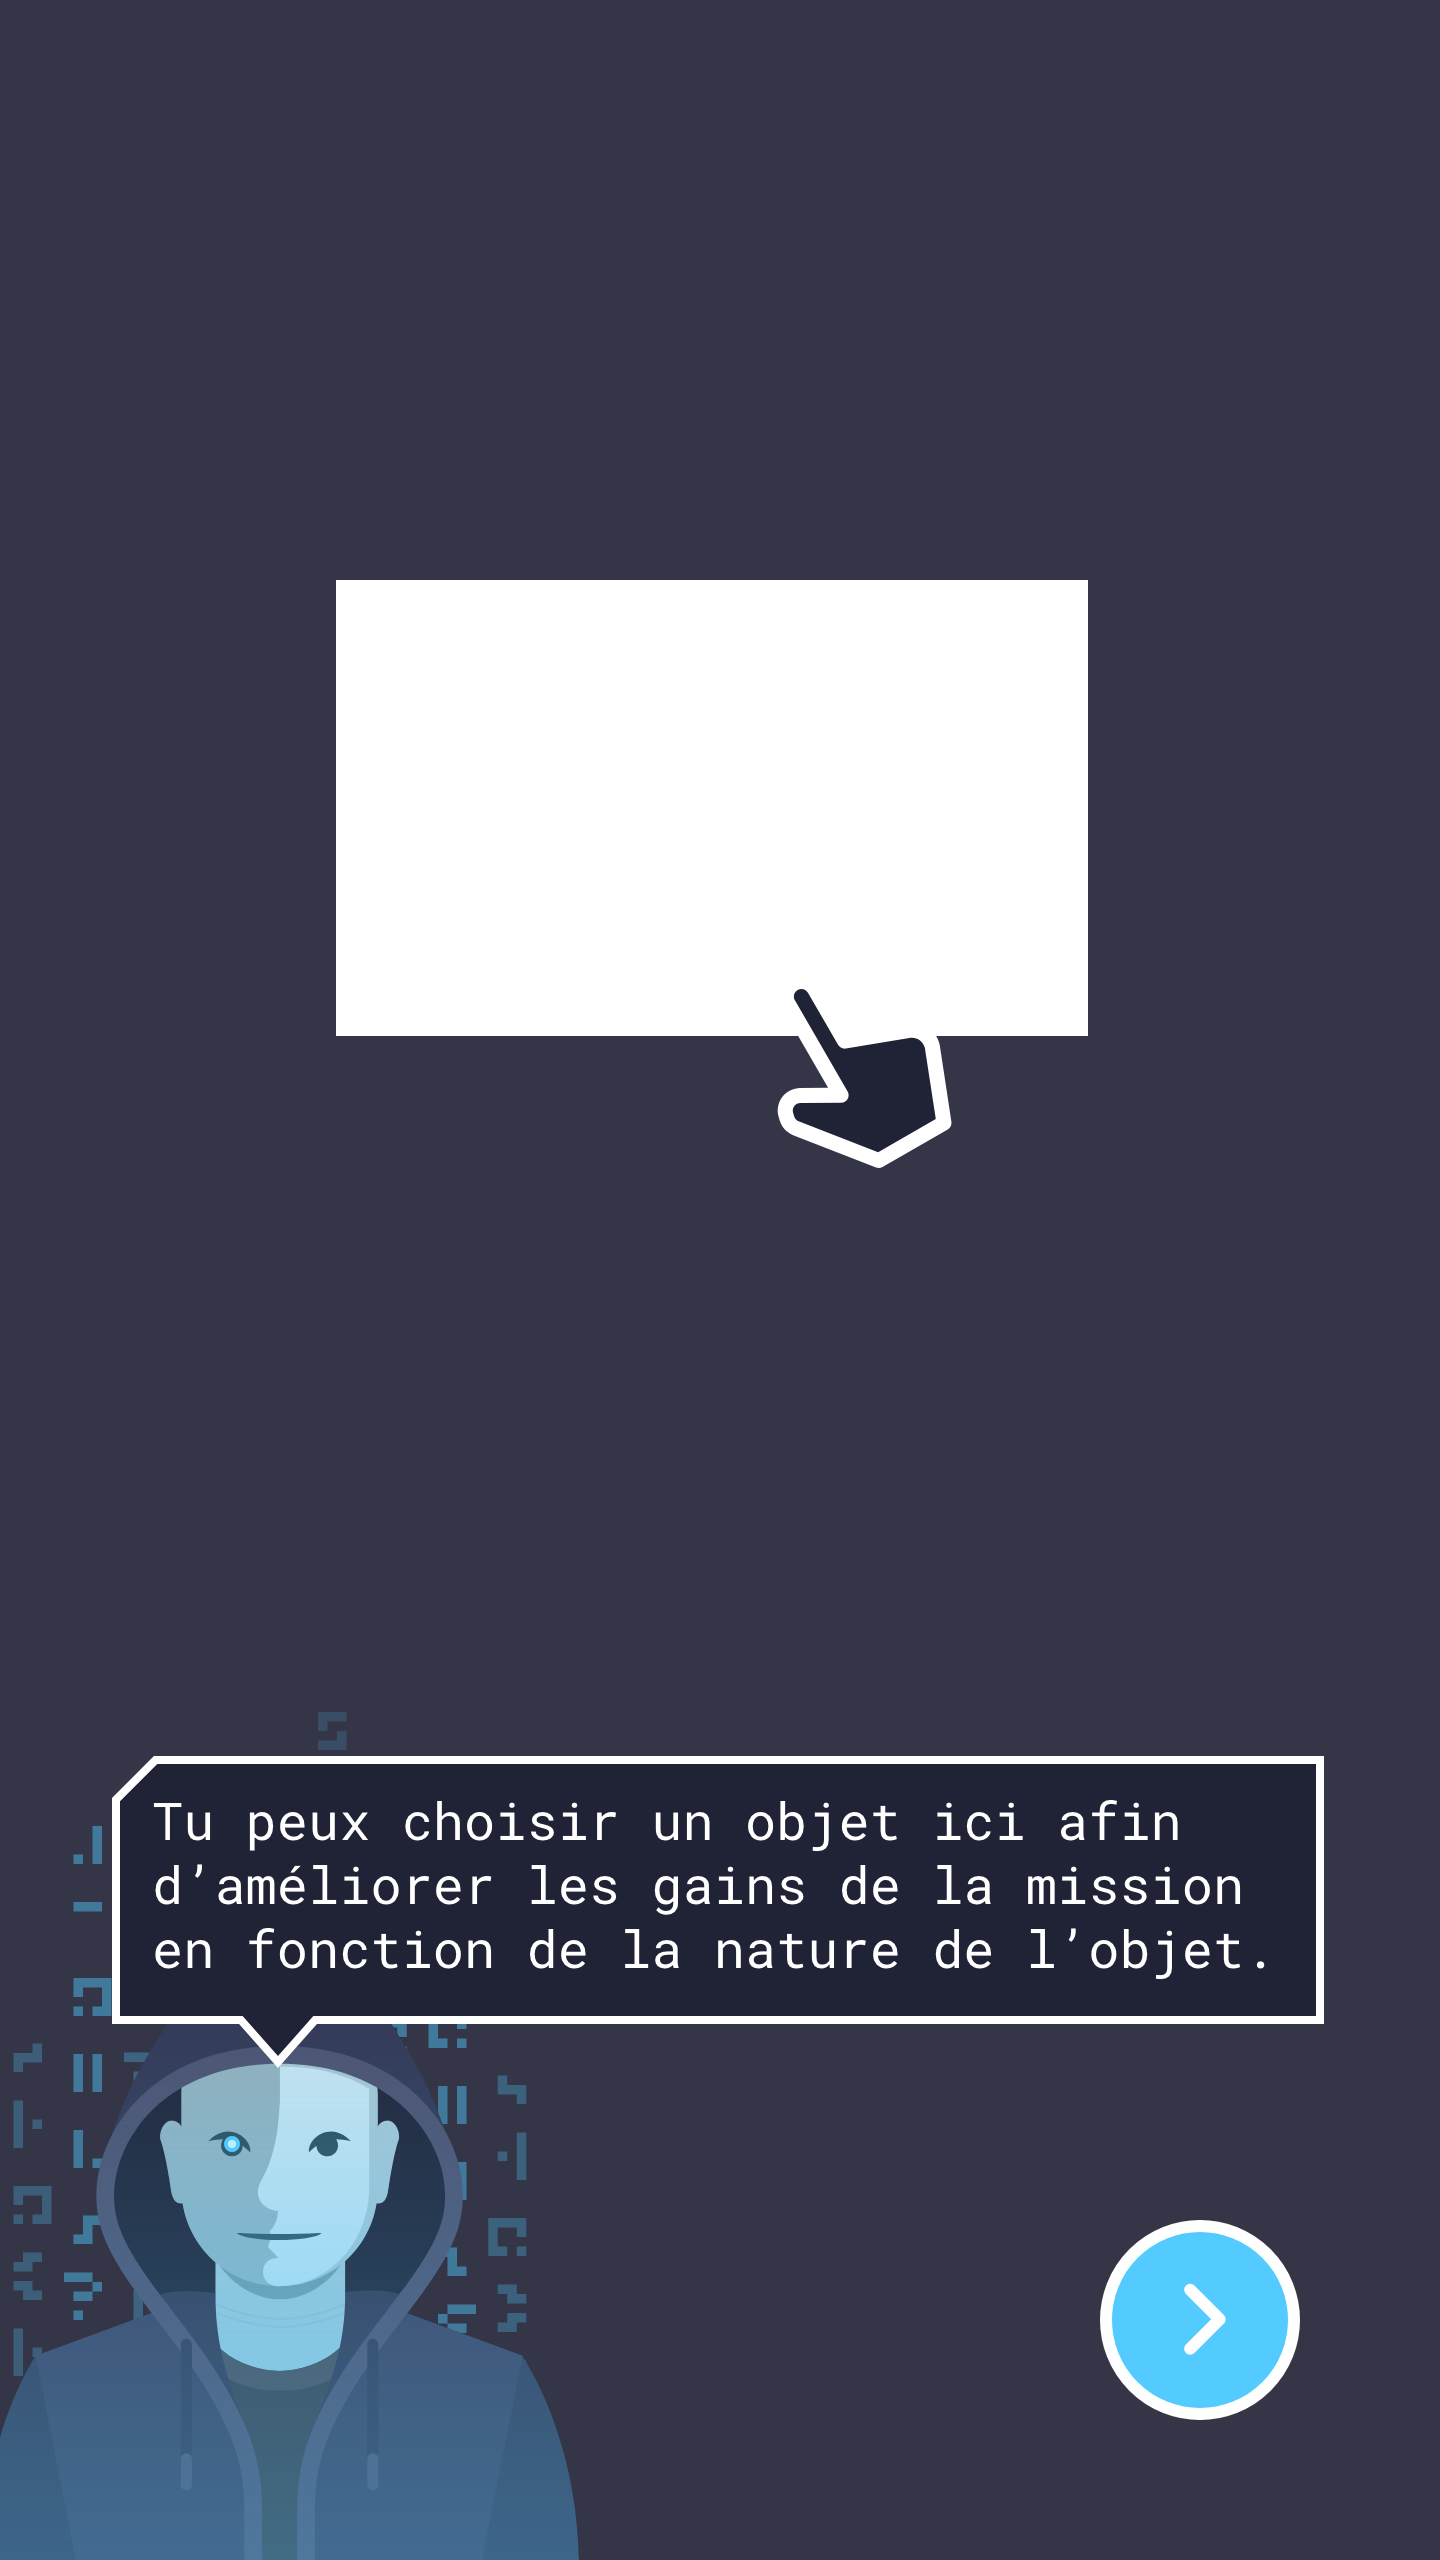 Tu peux choisir un objet ici afin
d’améliorer les gains de la mission
en fonction de la nature de l’objet.